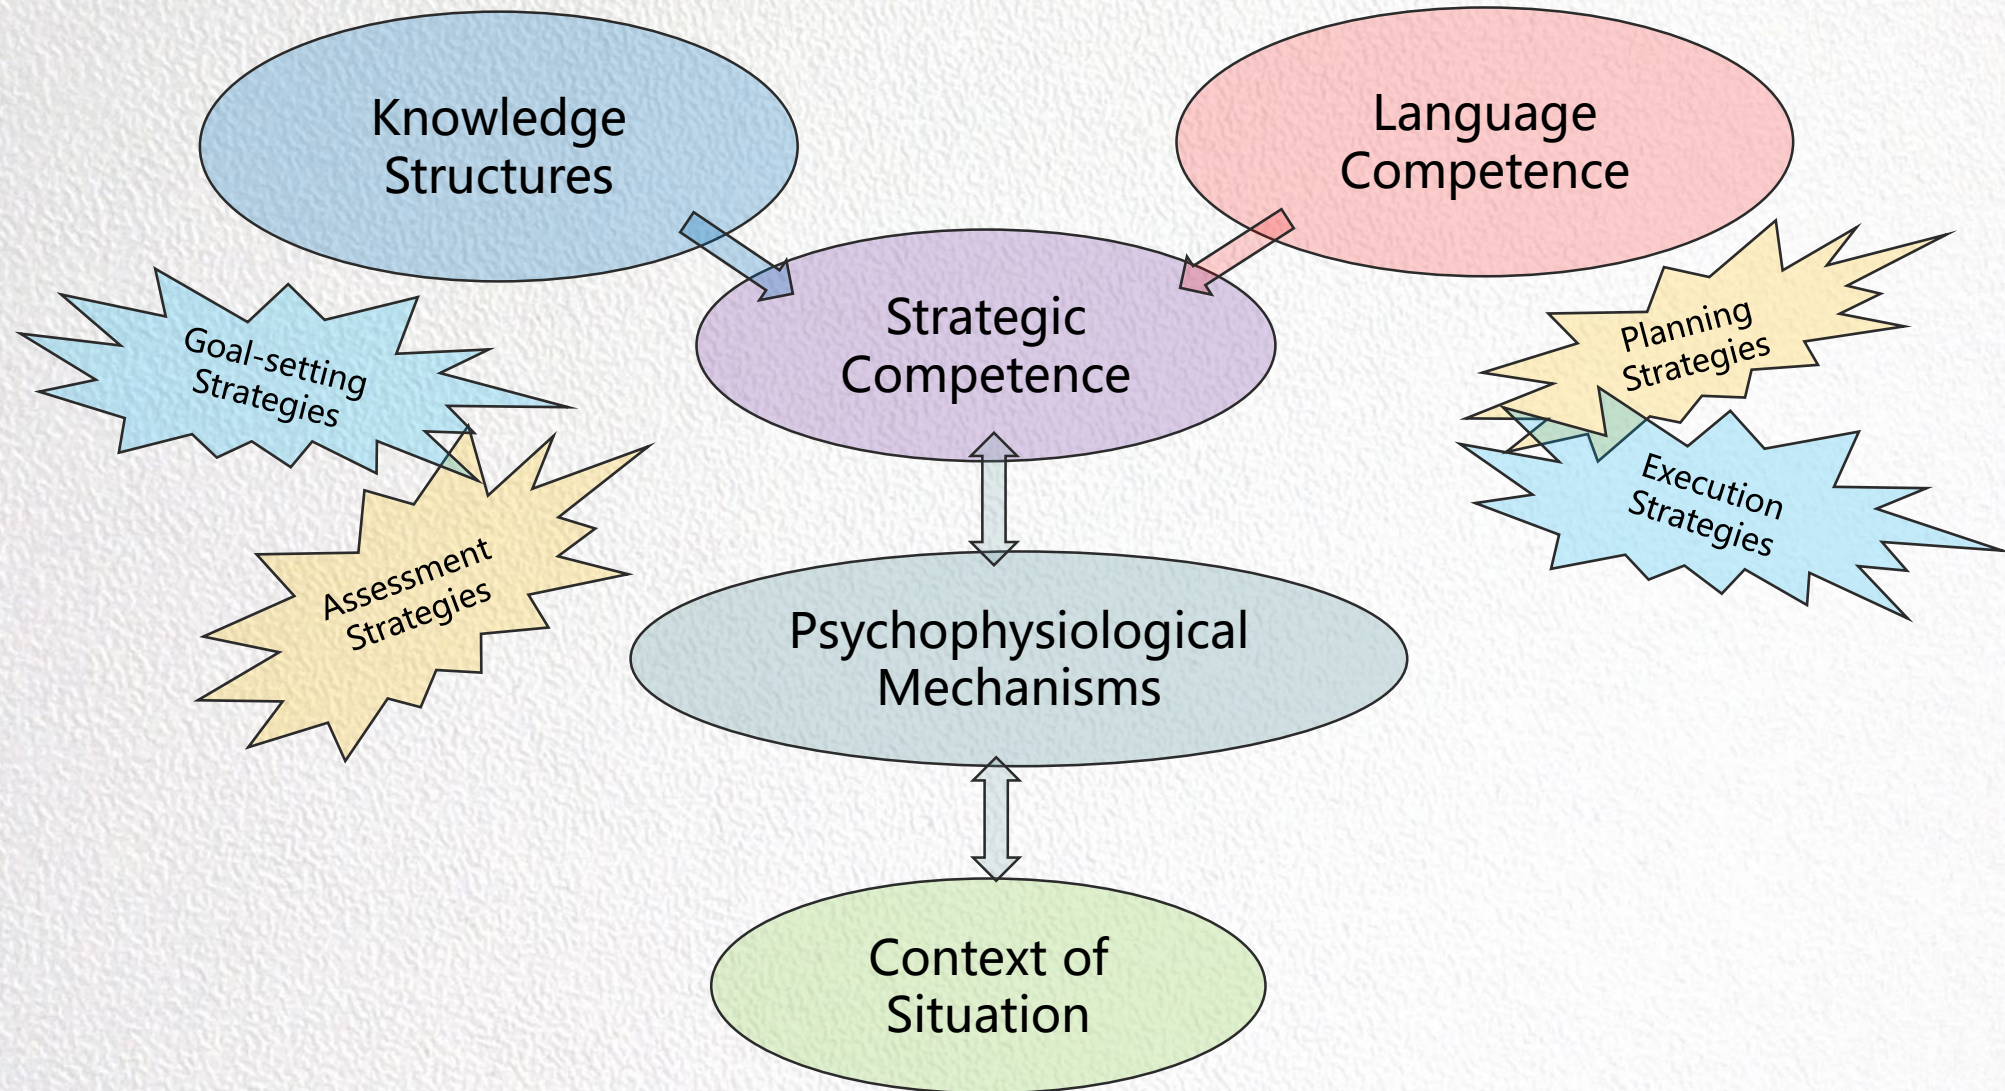 Knowledge
Structures
Language
Competence
Strategic
Competence
Goal-setting
Strategies
Planning
Strategies
Assessment
Strategies
Execution
Strategies
Psychophysiological
Mechanisms
Context of
Situation